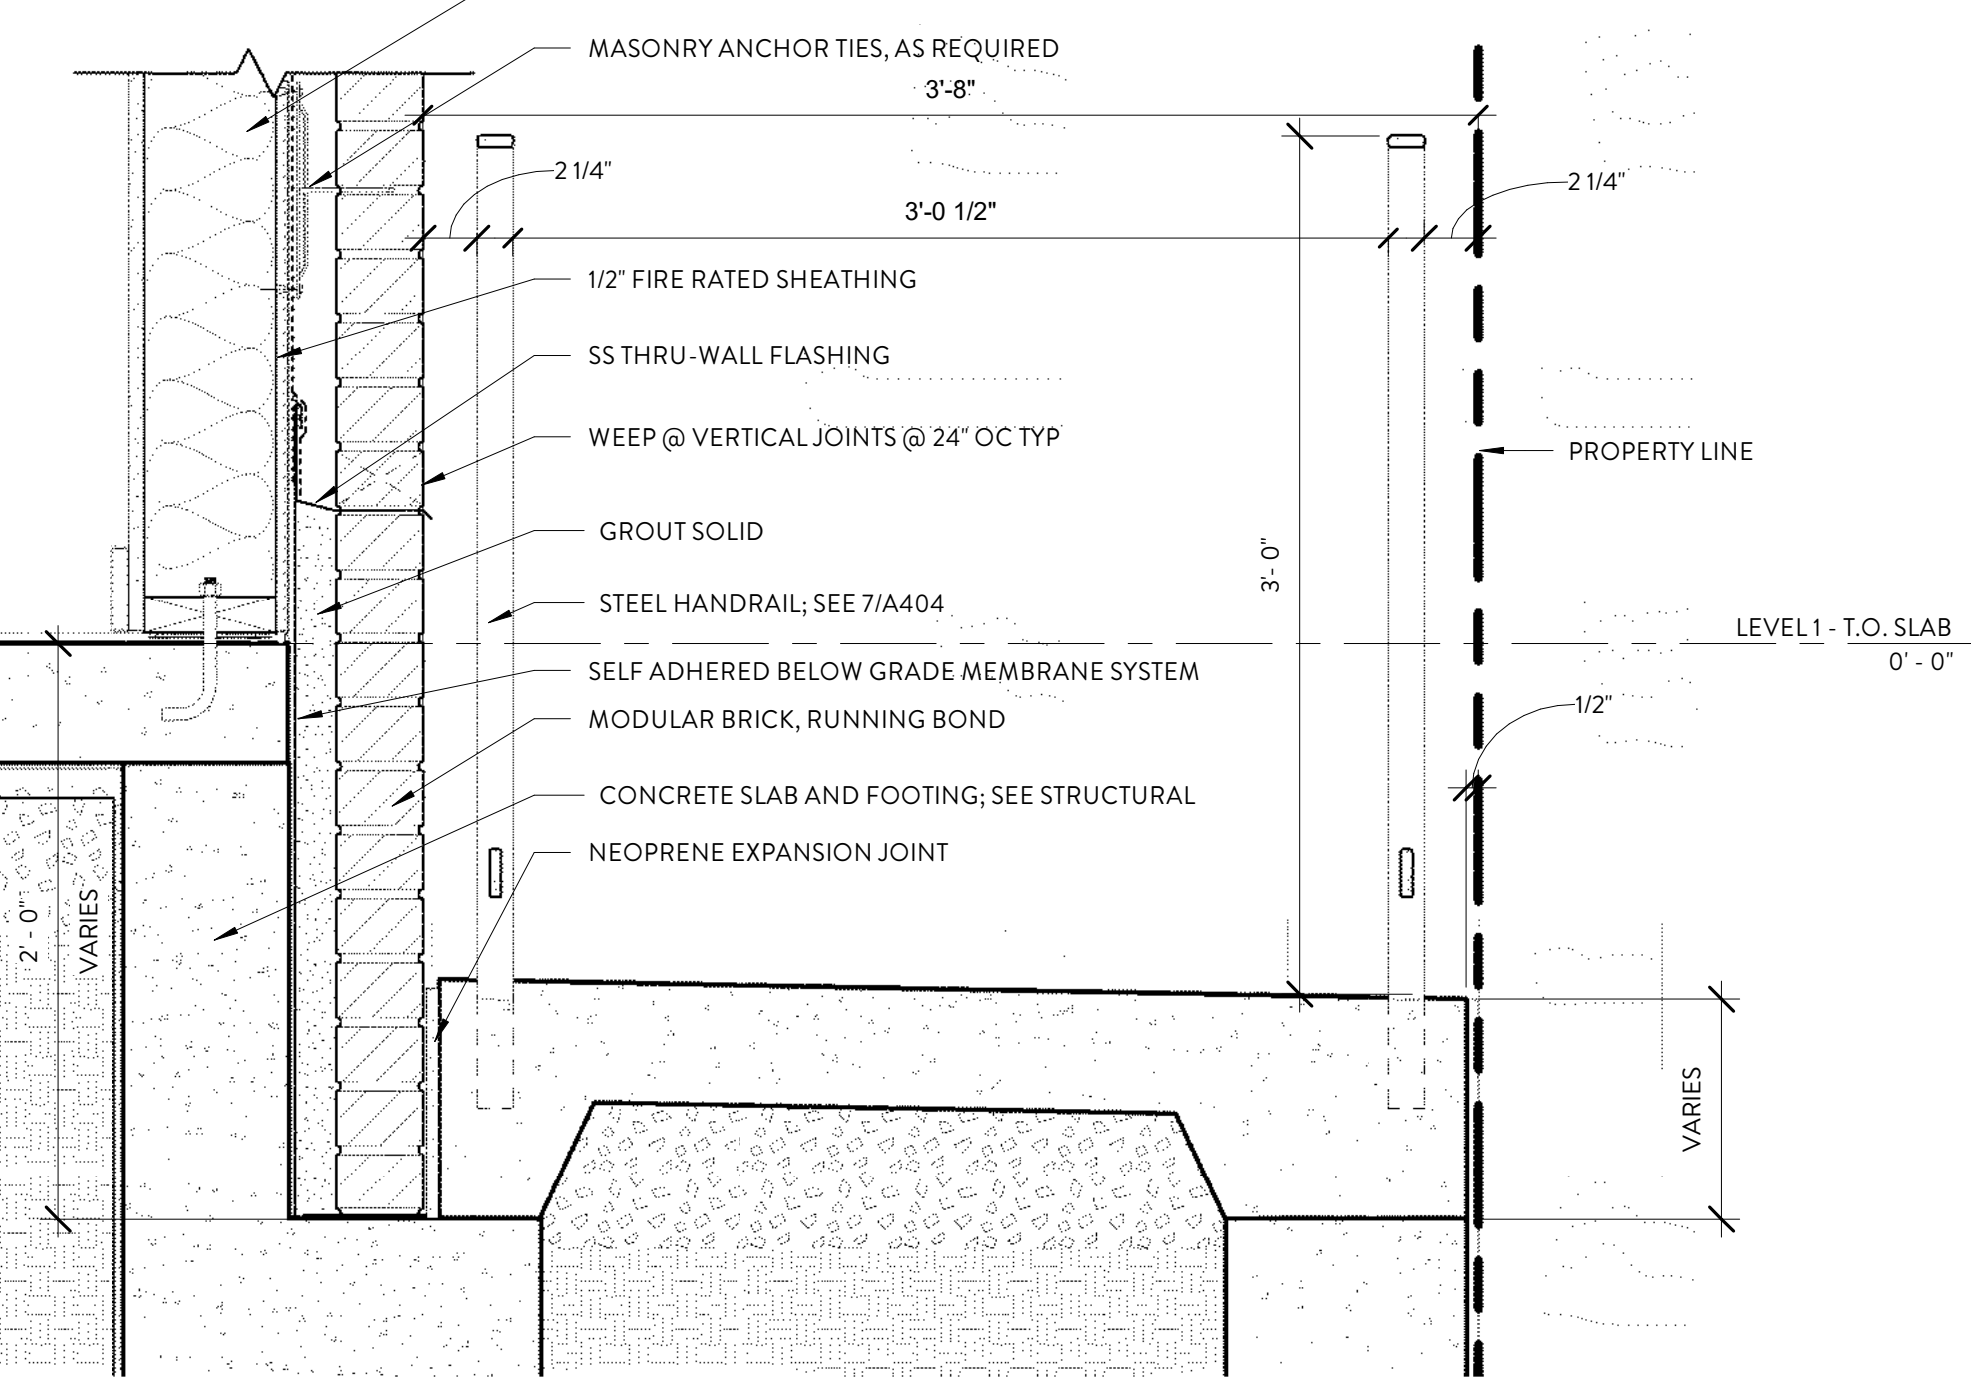 MASONRY ANCHOR TIES, AS REQUIRED
3'-8"
2 1/4"
2 1/4"
3'-0 1/2"
1/2" FIRE RATED SHEATHING
SS THRU-WALL FLASHING
WEEP @ VERTICAL JOINTS @ 24" OC TYP
PROPERTY LINE
GROUT SOLID
3'- 0"
STEEL HANDRAIL; SEE 7/A404
LEVEL 1 - T.O. SLAB
0' - 0"
SELF ADHERED BELOW GRADE MEMBRANE SYSTEM
1/2"
MODULAR BRICK, RUNNING BOND
CONCRETE SLAB AND FOOTING; SEE STRUCTURAL
NEOPRENE EXPANSION JOINT
2' - 0"
VARIES
VARIES